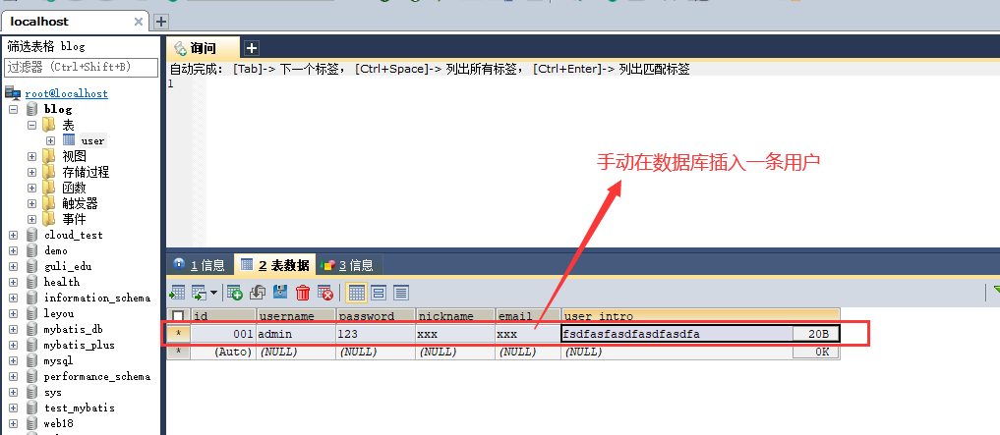 localhost
筛选表格 blog
过滤器 (Ctrl+Shift+B)
root@localhost
blog
表
user
视图
存储过程
函数
触发器
事件
cloud_test
demo
guli_edu
health
information_schema
leyou
mybatis_db
mybatis_plus
mysql
performance_schema
sys
test_mybatis
web18
询问
自动完成： [Tab]-> 下一个标签， [Ctrl+Space]-> 列出所有标签， [Ctrl+Enter]-> 列出匹配标签
1
手动在数据库插入一条用户
1 信息 2 表数据 3 信息
id username password nickname email user_intro
* 001 admin 123 xxx xxx fsdfasfasdfasdfasdfa 20B
* (Auto) (NULL) (NULL) (NULL) (NULL) (NULL) 0K